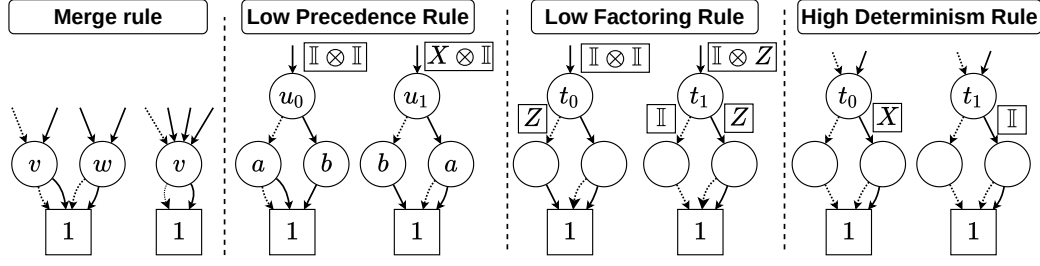 Merge rule
v w v
1 1
Low Precedence Rule
𝕀 ⊗ 𝕀 X ⊗ 𝕀
u₀ u₁
a b b a
1 1
Low Factoring Rule
𝕀 ⊗ 𝕀 𝕀 ⊗ Z
t₀ t₁
Z 𝕀 Z
1 1
High Determinism Rule
t₀ t₁
X 𝕀
1 1